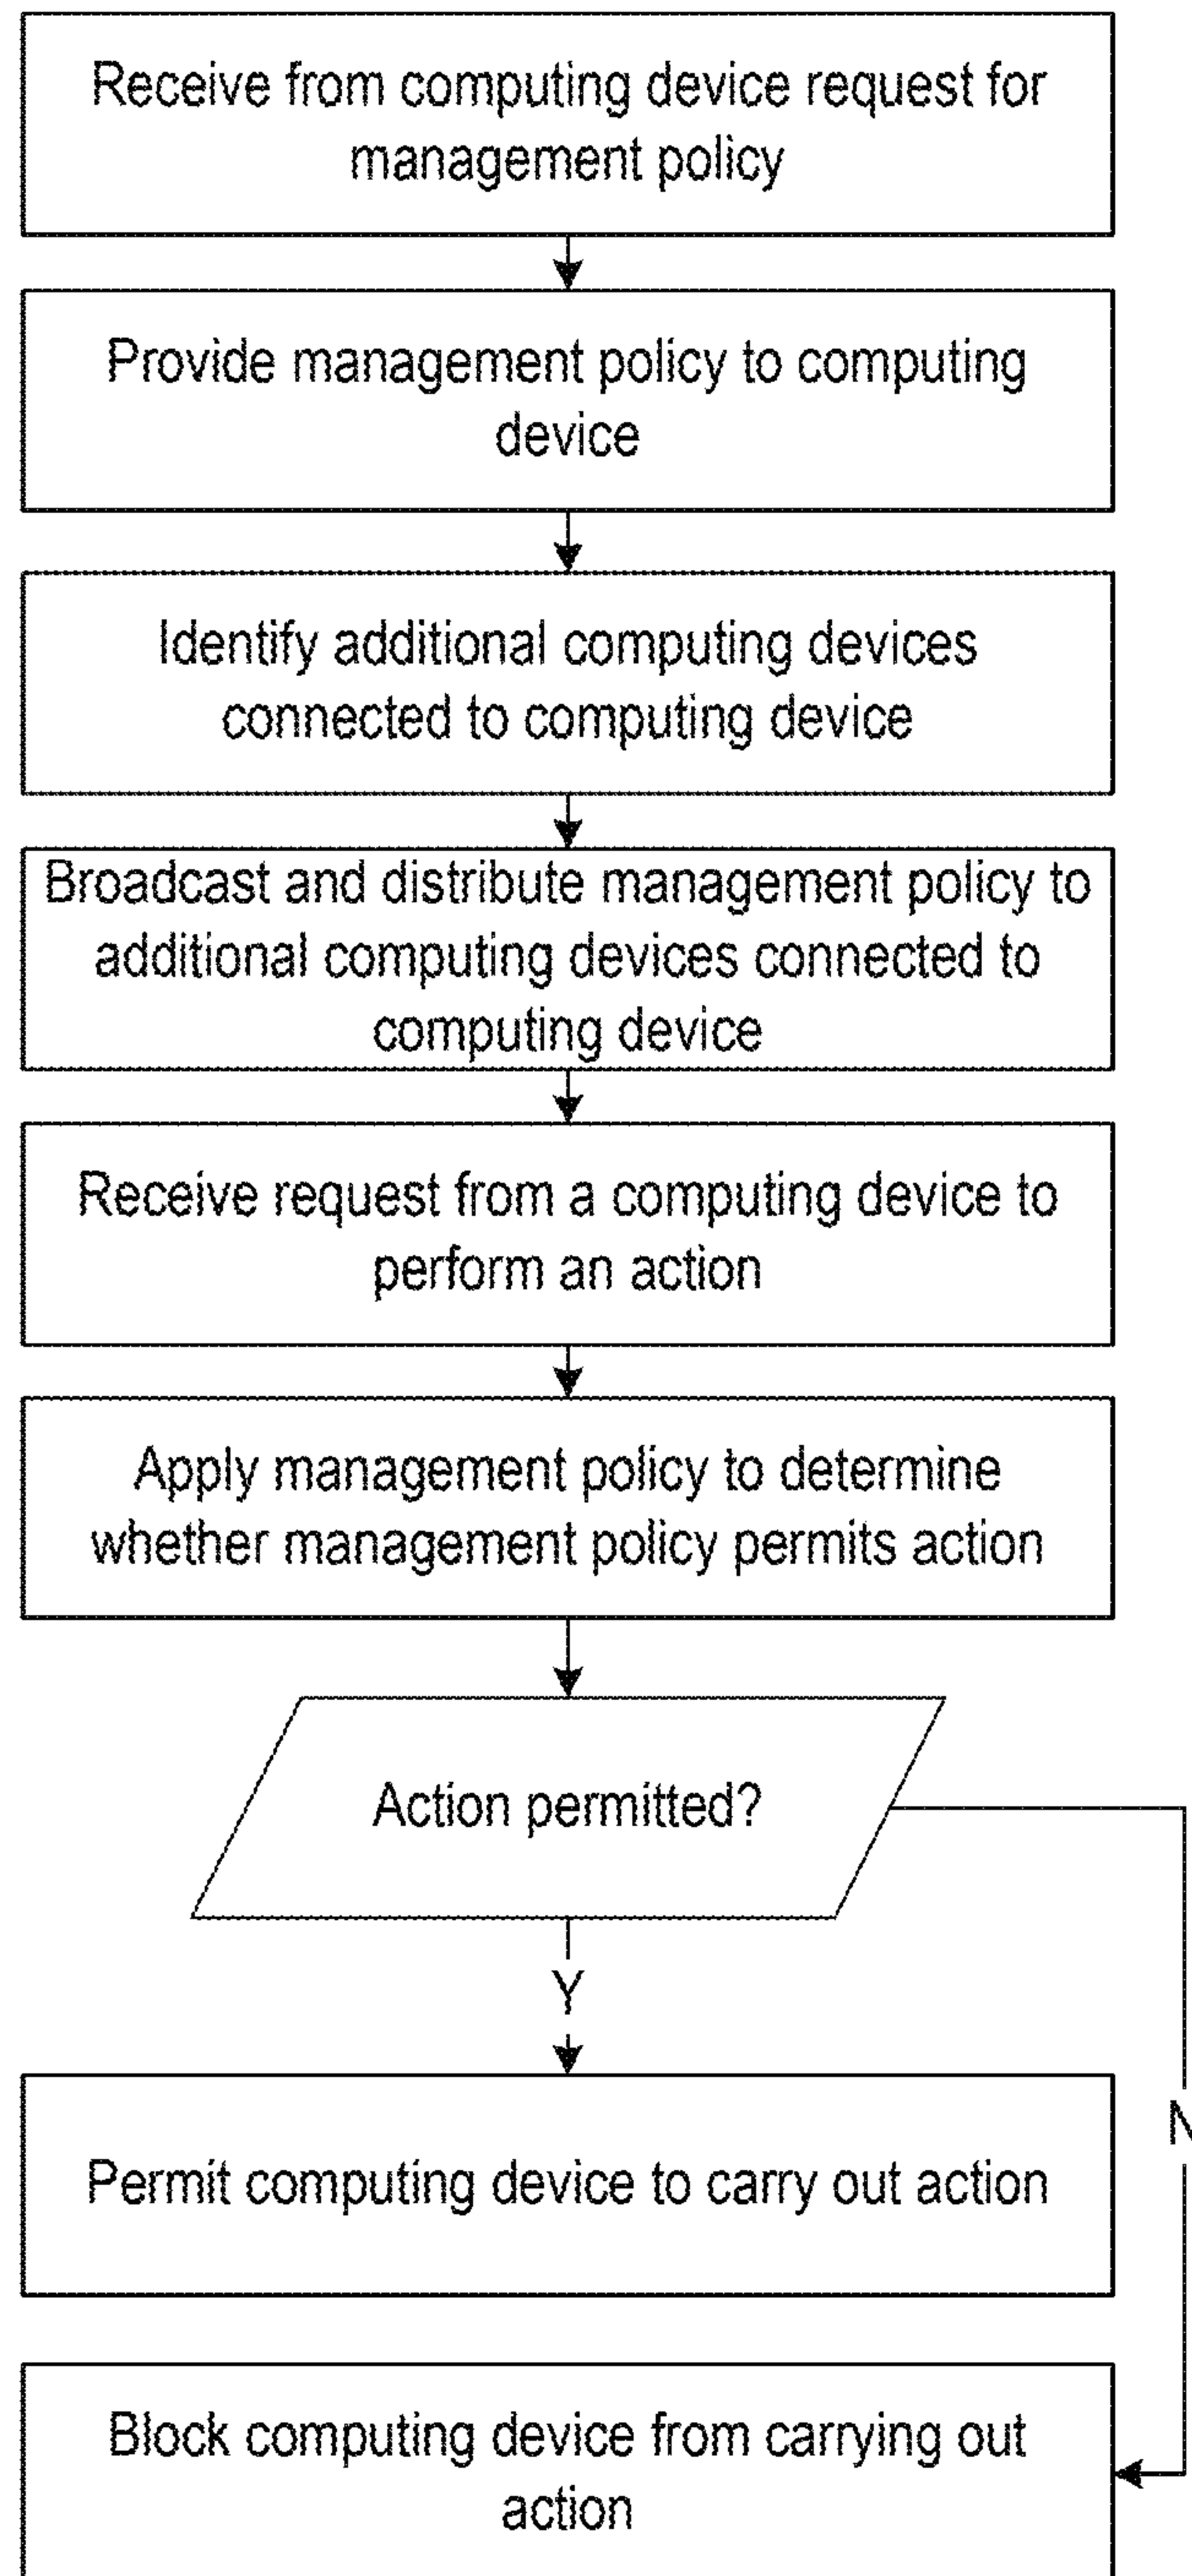 Receive from computing device request for
management policy
Provide management policy to computing
device
Identify additional computing devices
connected to computing device
Broadcast and distribute management policy to
additional computing devices connected to
computing device
Receive request from a computing device to
perform an action
Apply management policy to determine
whether management policy permits action
Action permitted?
Y
Permit computing device to carry out action
N
Block computing device from carrying out
action